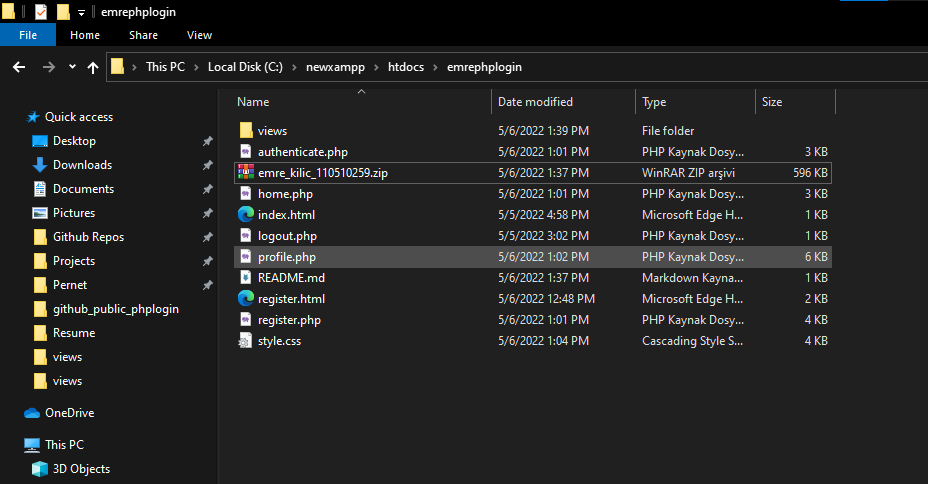 emrephplogin
File Home Share View
This PC Local Disk (C:) newxampp htdocs emrephplogin
Name Date modified Type Size
Quick access
Desktop
Downloads
Documents
Pictures
Github Repos
Projects
Pernet
github_public_phplogin
Resume
views
views
OneDrive
This PC
3D Objects
views 5/6/2022 1:39 PM File folder
authenticate.php 5/6/2022 1:01 PM PHP Kaynak Dosy... 3 KB
emre_kilic_110510259.zip 5/6/2022 1:37 PM WinRAR ZIP arşivi 596 KB
home.php 5/6/2022 1:01 PM PHP Kaynak Dosy... 3 KB
index.html 5/5/2022 4:58 PM Microsoft Edge H... 1 KB
logout.php 5/5/2022 3:02 PM PHP Kaynak Dosy... 1 KB
profile.php 5/6/2022 1:02 PM PHP Kaynak Dosy... 6 KB
README.md 5/6/2022 1:37 PM Markdown Kayna... 1 KB
register.html 5/6/2022 12:48 PM Microsoft Edge H... 2 KB
register.php 5/6/2022 1:01 PM PHP Kaynak Dosy... 4 KB
style.css 5/6/2022 1:04 PM Cascading Style S... 4 KB